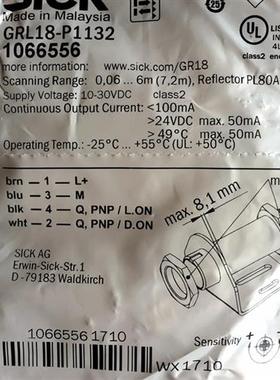 SICK
Made in Malaysia
GRL18-P1132
1066556
more information: www.sick.com/GR18
Scanning Range: 0,06 ... 6m (7,2m), Reflector PL80A
Supply Voltage: 10-30VDC class2
Continuous Output Current: <100mA
>24VDC max. 50mA
>49°C max. 50mA
Operating Temp.: -25°C ... +55°C (UL: +50°C)
UL
LISTED
class2
brn – 1 – L+
blu – 3 – M
blk – 4 – Q, PNP / L.ON
wht – 2 – Q, PNP / D.ON
max. 8,1 mm
SICK AG
Erwin-Sick-Str.1
D -79183 Waldkirch
1066556 1710
Sensitivity + -
WX1710